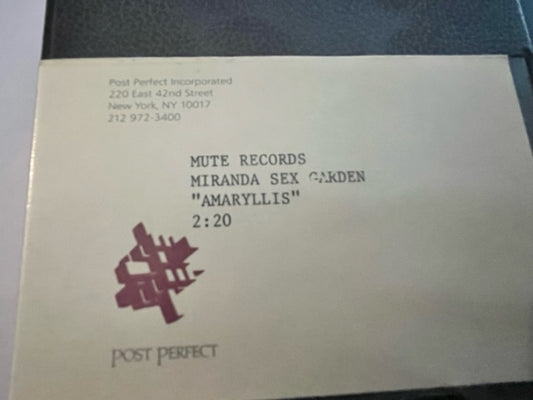 Post Perfect Incorporated
220 East 42nd Street
New York, NY 10017
212 972-3400
MUTE RECORDS
MIRANDA SEX GARDEN
"AMARYLLIS"
2:20
POST PERFECT